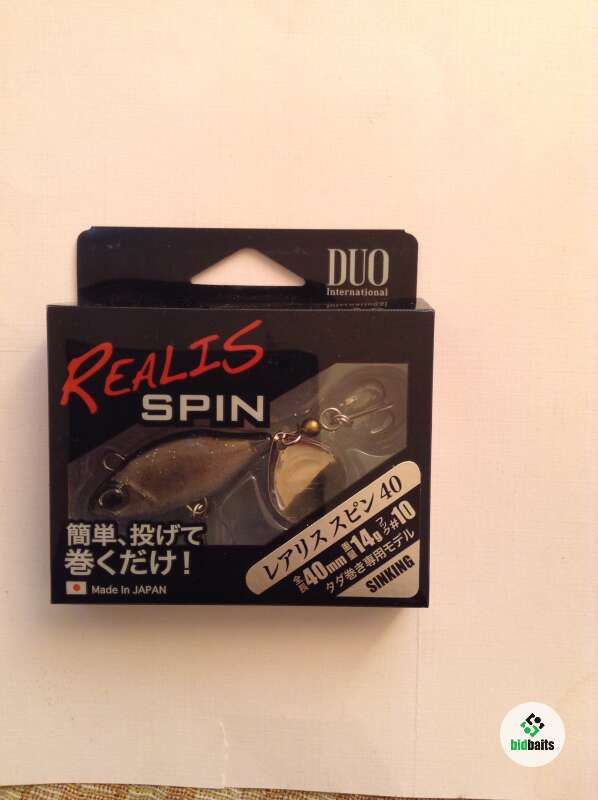 DUO
International
REALIS
SPIN
簡単、投げて
巻くだけ!
Made in JAPAN
レアリス スピン 40
全長40mm 重量14g フック#10
タダ巻き専用モデル
SINKING
bidbaits